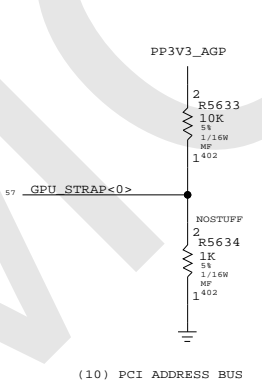 PP3V3_AGP
2
R5633
10K
5%
1/16W
MF
402
1
57 GPU_STRAP<0>
NOSTUFF
2
R5634
1K
5%
1/16W
MF
402
1
(10) PCI ADDRESS BUS